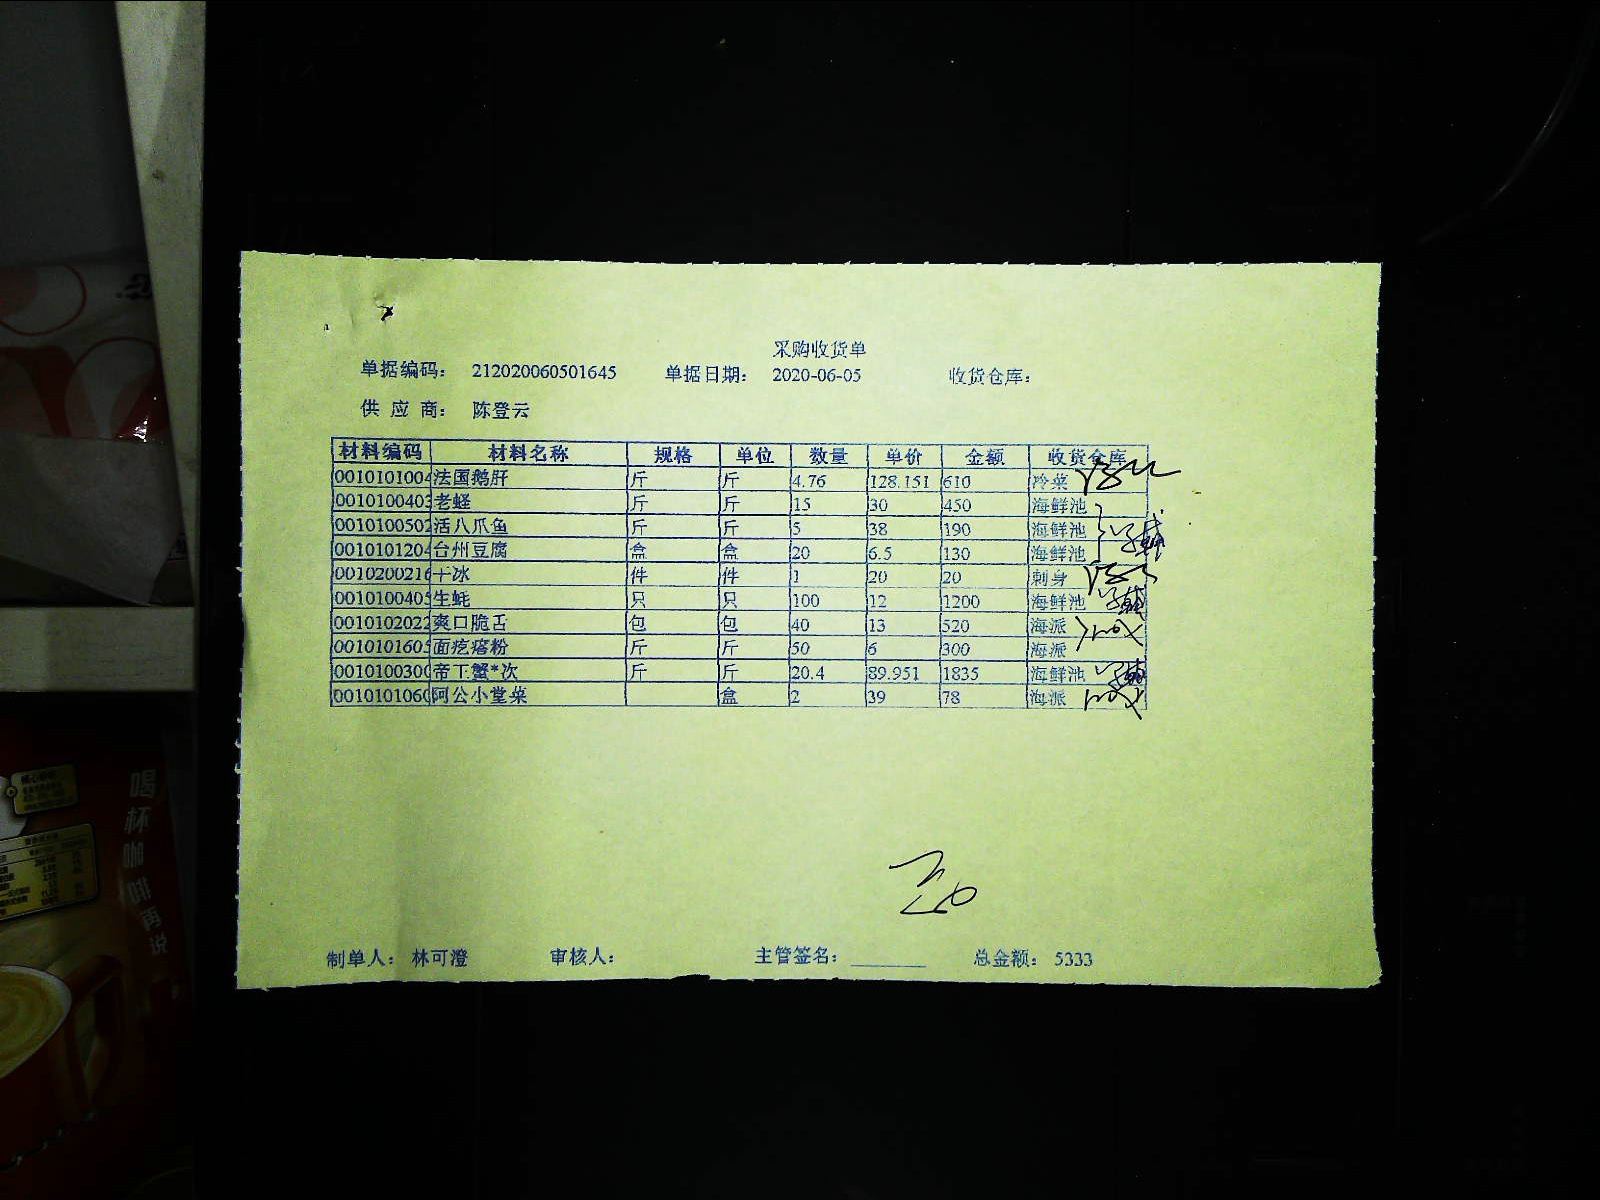 采购收货单
单据编码: 212020060501645 单据日期: 2020-06-05 收货仓库:
供 应 商: 陈登云
材料编码 材料名称 规格 单位 数量 单价 金额 收货仓库
0010101004 法国鹅肝 斤 斤 4.76 128.151 610 冷菜
0010100403 老蛏 斤 斤 15 30 450 海鲜池
0010100502 活八爪鱼 斤 斤 5 38 190 海鲜池
0010101204 台州豆腐 盒 盒 20 6.5 130 海鲜池
0010200216 干冰 件 件 1 20 20 刺身
0010100405 生蚝 只 只 100 12 1200 海鲜池
0010102022 爽口脆舌 包 包 40 13 520 海派
0010101605 面疙瘩粉 斤 斤 50 6 300 海派
0010100300 帝王蟹*次 斤 斤 20.4 89.951 1835 海鲜池
0010101060 阿公小堂菜 盒 2 39 78 海派
制单人: 林可澄 审核人: 主管签名: 总金额: 5333
喝杯咖啡再说